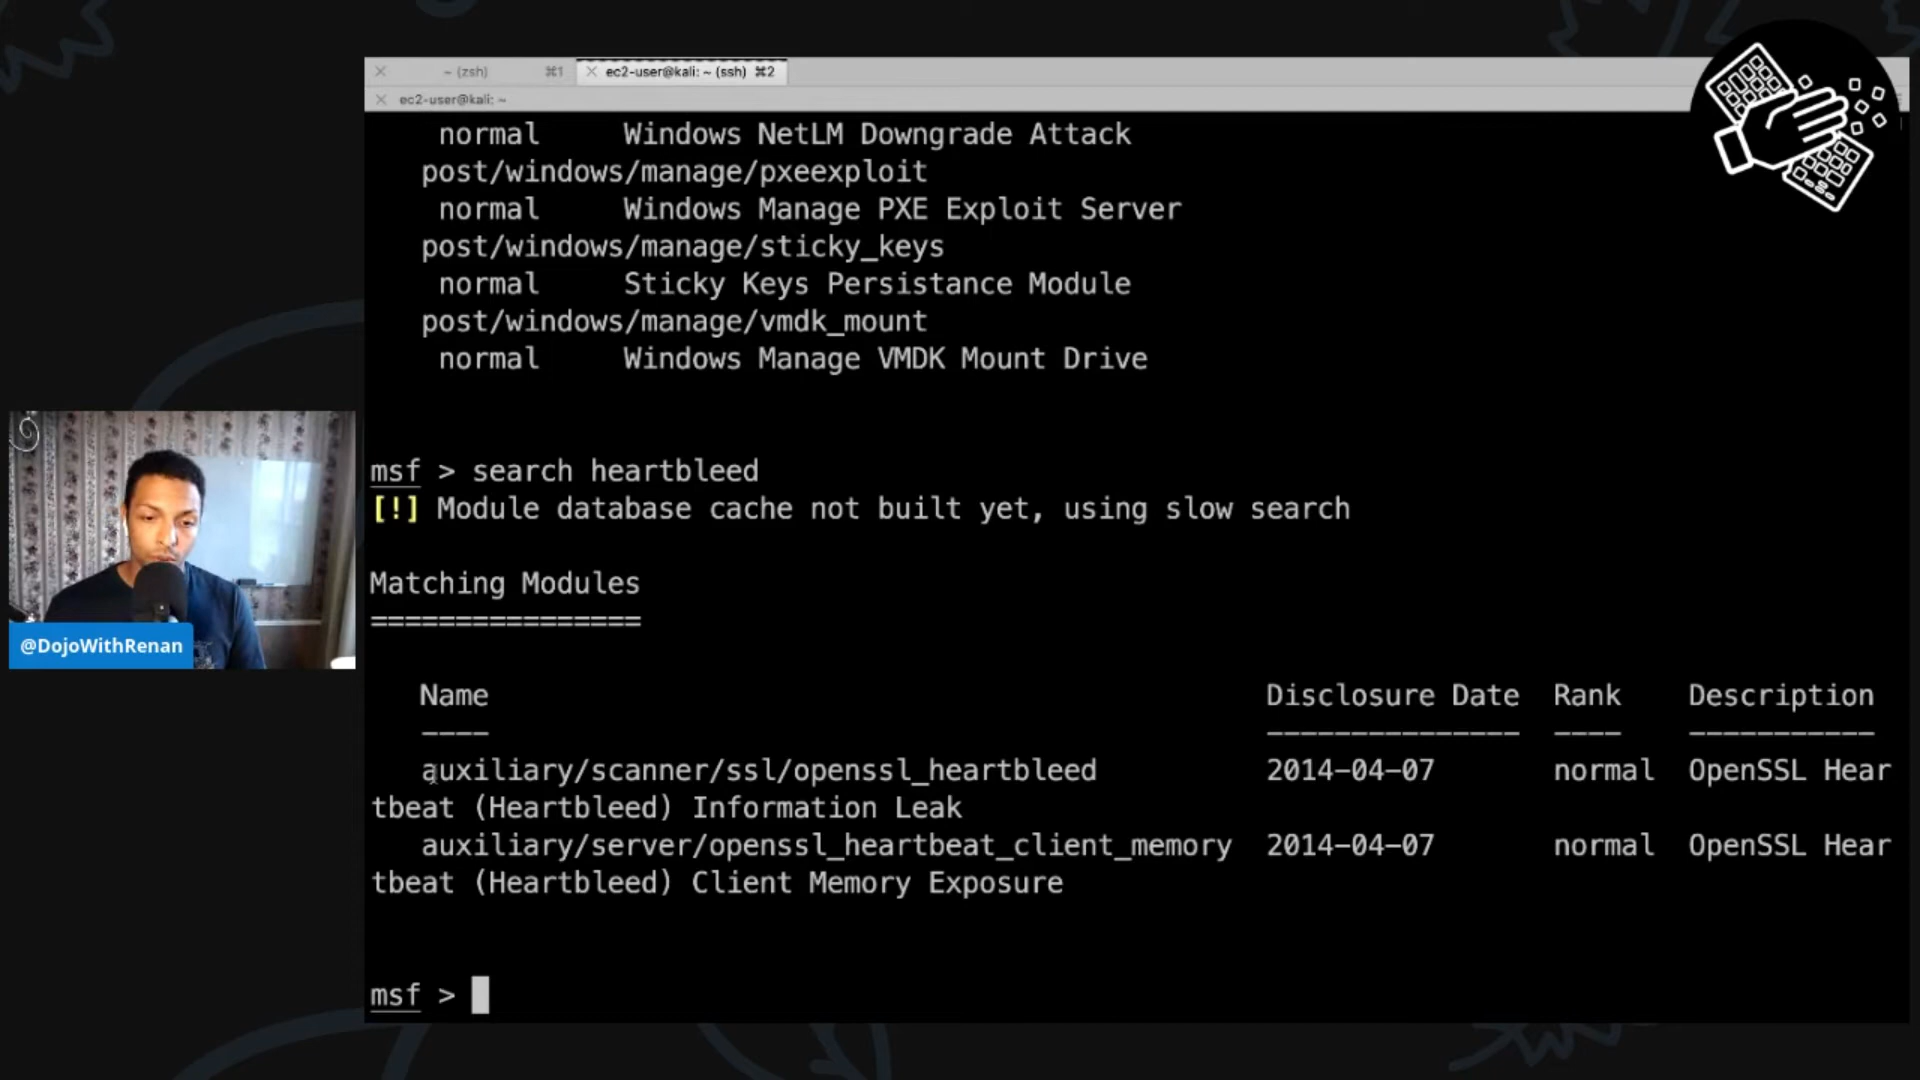 ~ (zsh) ⌘1 ec2-user@kali: ~ (ssh) ⌘2
ec2-user@kali: ~
normal Windows NetLM Downgrade Attack
post/windows/manage/pxeexploit
normal Windows Manage PXE Exploit Server
post/windows/manage/sticky_keys
normal Sticky Keys Persistance Module
post/windows/manage/vmdk_mount
normal Windows Manage VMDK Mount Drive
msf > search heartbleed
[!] Module database cache not built yet, using slow search
Matching Modules
================
Name Disclosure Date Rank Description
---- --------------- ---- -----------
auxiliary/scanner/ssl/openssl_heartbleed 2014-04-07 normal OpenSSL Hear
tbeat (Heartbleed) Information Leak
auxiliary/server/openssl_heartbeat_client_memory 2014-04-07 normal OpenSSL Hear
tbeat (Heartbleed) Client Memory Exposure
msf >
@DojoWithRenan